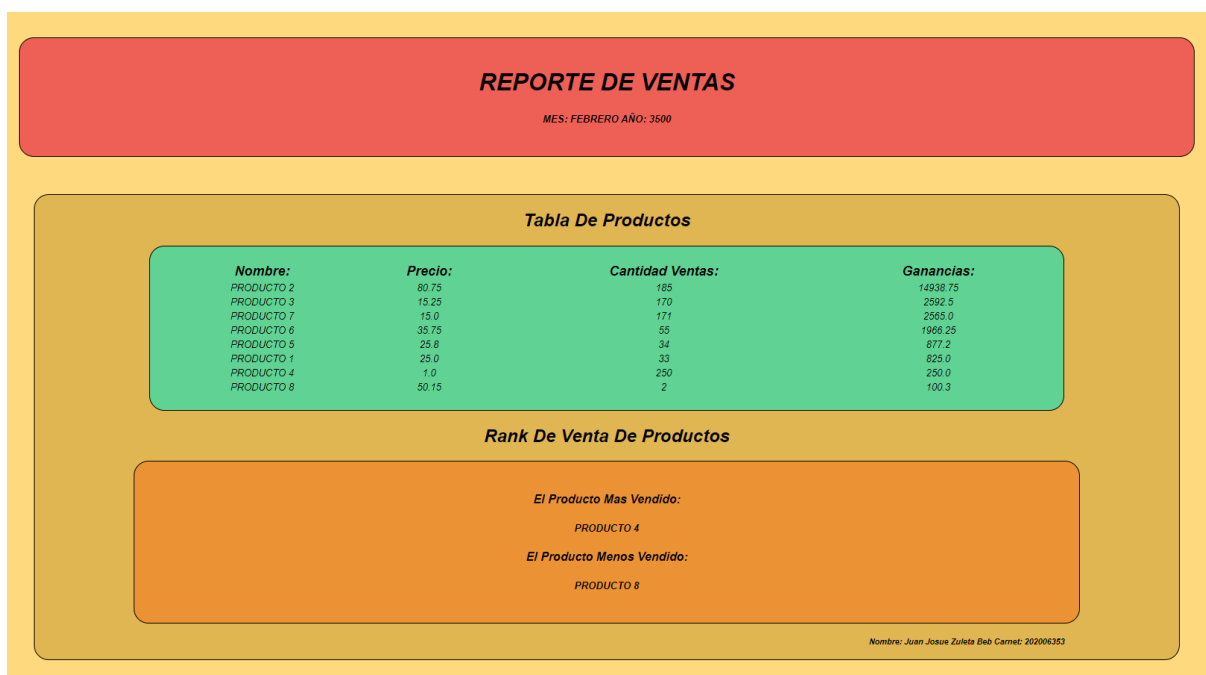 REPORTE DE VENTAS
MES: FEBRERO AÑO: 3500
Tabla De Productos
Nombre: Precio: Cantidad Ventas: Ganancias:
PRODUCTO 2 80.75 185 14938.75
PRODUCTO 3 15.25 170 2592.5
PRODUCTO 7 15.0 171 2565.0
PRODUCTO 6 35.75 55 1966.25
PRODUCTO 5 25.8 34 877.2
PRODUCTO 1 25.0 33 825.0
PRODUCTO 4 1.0 250 250.0
PRODUCTO 8 50.15 2 100.3
Rank De Venta De Productos
El Producto Mas Vendido:
PRODUCTO 4
El Producto Menos Vendido:
PRODUCTO 8
Nombre: Juan Josue Zuleta Beb Carnet: 202006353